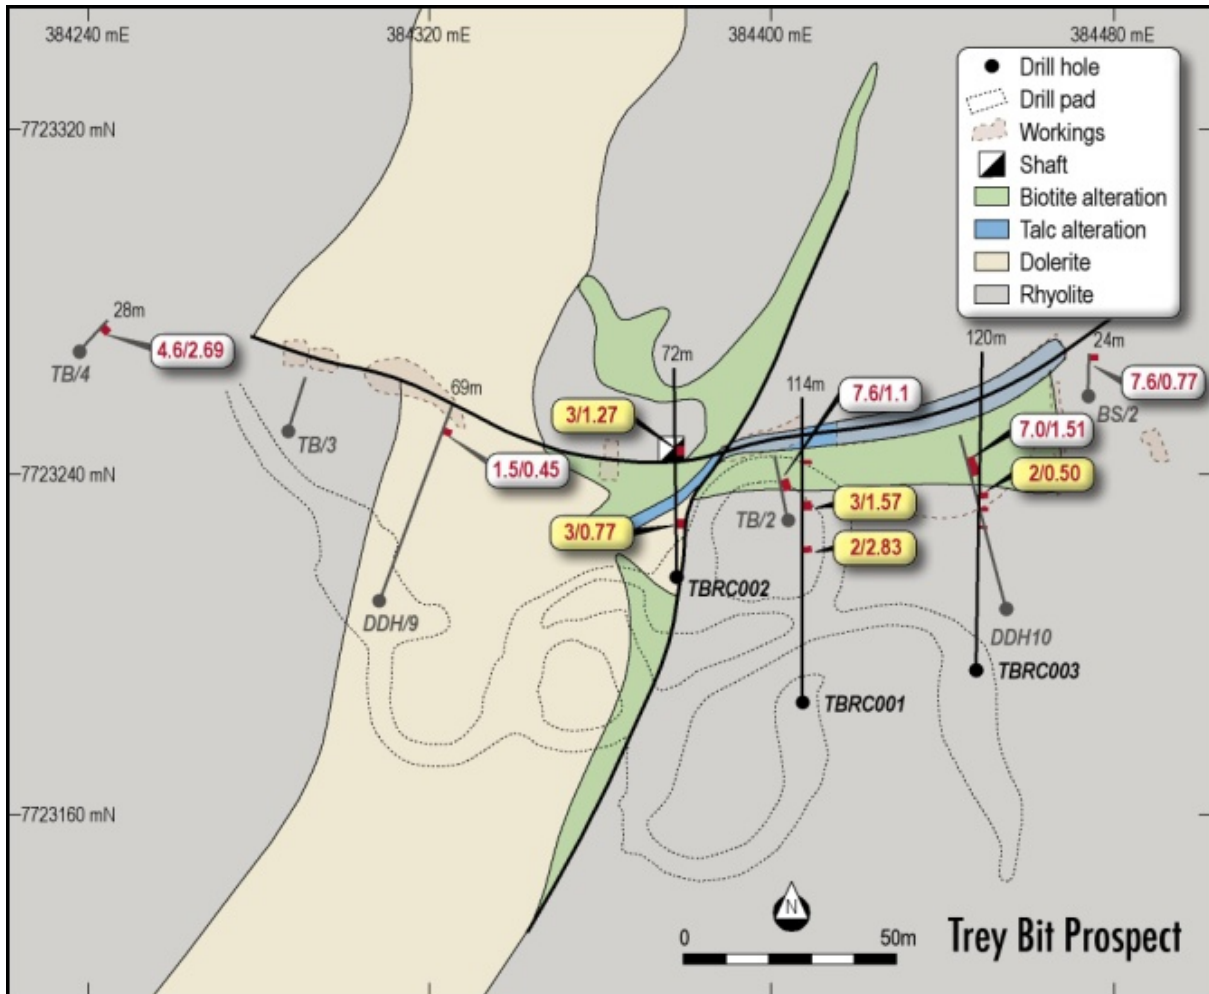 384240 mE
384320 mE
384400 mE
384480 mE
7723320 mN
7723240 mN
7723160 mN
Drill hole
Drill pad
Workings
Shaft
Biotite alteration
Talc alteration
Dolerite
Rhyolite
28m
4.6/2.69
TB/4
TB/3
69m
1.5/0.45
DDH/9
72m
3/1.27
3/0.77
TBRC002
114m
7.6/1.1
TB/2
3/1.57
2/2.83
TBRC001
120m
7.0/1.51
2/0.50
DDH10
TBRC003
24m
BS/2
7.6/0.77
N
0
50m
Trey Bit Prospect